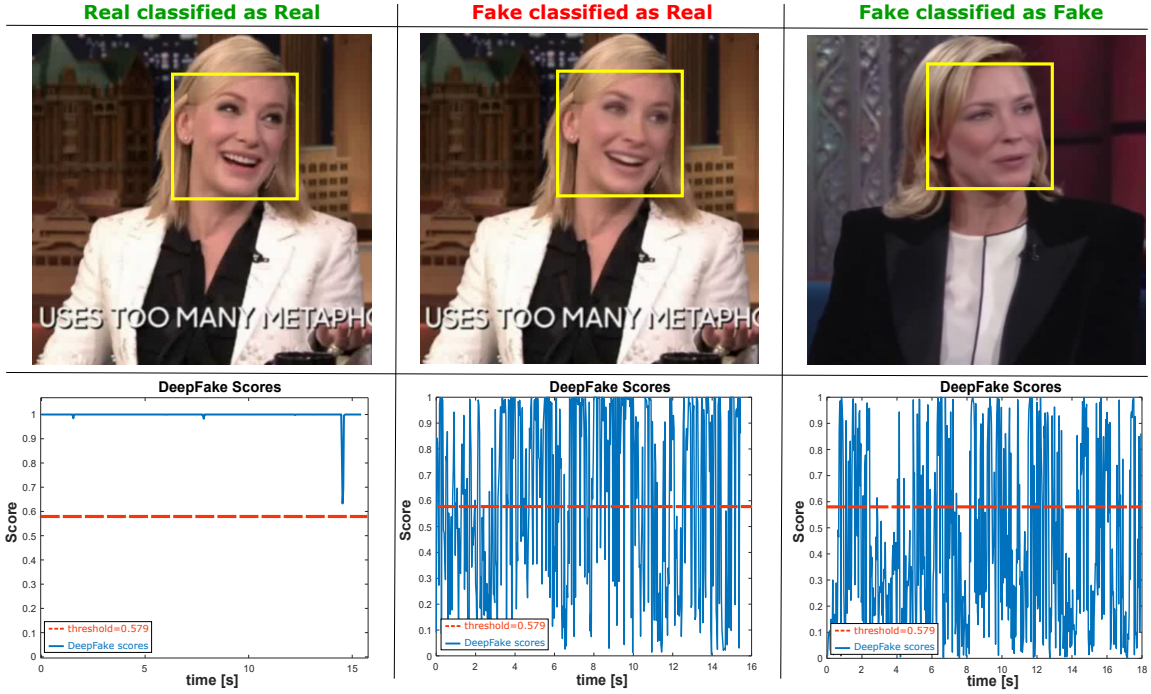 Real classified as Real
Fake classified as Real
Fake classified as Fake
USES TOO MANY METAPHO
USES TOO MANY METAPHO
DeepFake Scores
1
0.9
0.8
0.7
0.6
0.5
0.4
0.3
0.2
0.1
0
Score
threshold=0.579
DeepFake scores
0 5 10 15
time [s]
DeepFake Scores
1
0.9
0.8
0.7
0.6
0.5
0.4
0.3
0.2
0.1
0
Score
threshold=0.579
DeepFake scores
0 2 4 6 8 10 12 14 16
time [s]
DeepFake Scores
1
0.9
0.8
0.7
0.6
0.5
0.4
0.3
0.2
0.1
0
Score
threshold=0.579
DeepFake scores
0 2 4 6 8 10 12 14 16 18
time [s]